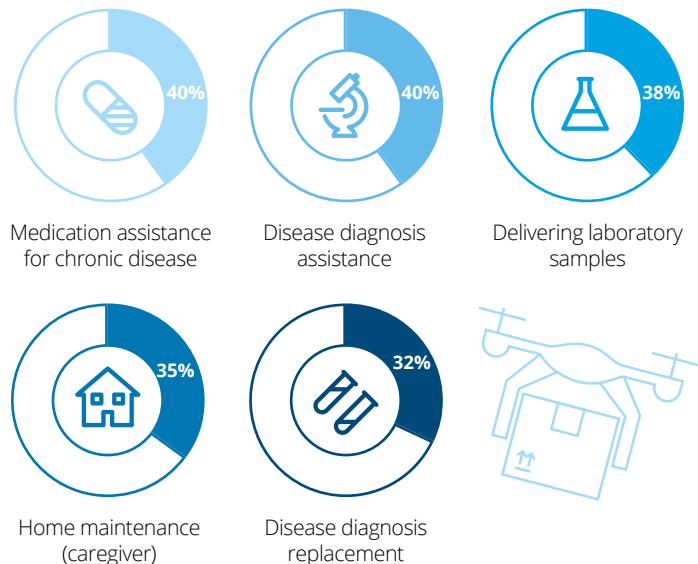 40%
40%
38%
Medication assistance
for chronic disease
Disease diagnosis
assistance
Delivering laboratory
samples
35%
32%
Home maintenance
(caregiver)
Disease diagnosis
replacement